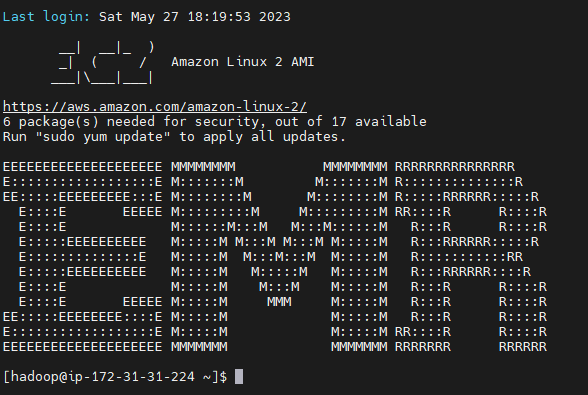 Last login: Sat May 27 18:19:53 2023

       __|  __|_  )
       _|  (     /   Amazon Linux 2 AMI
      ___|\___|___|

https://aws.amazon.com/amazon-linux-2/
6 package(s) needed for security, out of 17 available
Run "sudo yum update" to apply all updates.

EEEEEEEEEEEEEEEEEEEE MMMMMMMM           MMMMMMMM RRRRRRRRRRRRRRR
E::::::::::::::::::E M:::::::M         M:::::::M R::::::::::::::R
EE:::::EEEEEEEEE:::E M::::::::M       M::::::::M R:::::RRRRRR:::::R
  E::::E       EEEEE M:::::::::M     M:::::::::M RR::::R      R::::R
  E::::E             M::::::M:::M   M:::M::::::M   R:::R      R::::R
  E:::::EEEEEEEEEE   M:::::M M:::M M:::M M:::::M   R:::RRRRRR:::::R
  E::::::::::::::E   M:::::M  M:::M:::M  M:::::M   R:::::::::::RR
  E:::::EEEEEEEEEE   M:::::M   M:::::M   M:::::M   R:::RRRRRR::::R
  E::::E             M:::::M    M:::M    M:::::M   R:::R      R::::R
  E::::E       EEEEE M:::::M     MMM     M:::::M   R:::R      R::::R
EE:::::EEEEEEEE::::E M:::::M             M:::::M   R:::R      R::::R
E::::::::::::::::::E M:::::M             M:::::M RR::::R      R::::R
EEEEEEEEEEEEEEEEEEEE MMMMMMM             MMMMMMM RRRRRRR      RRRRRR

[hadoop@ip-172-31-31-224 ~]$